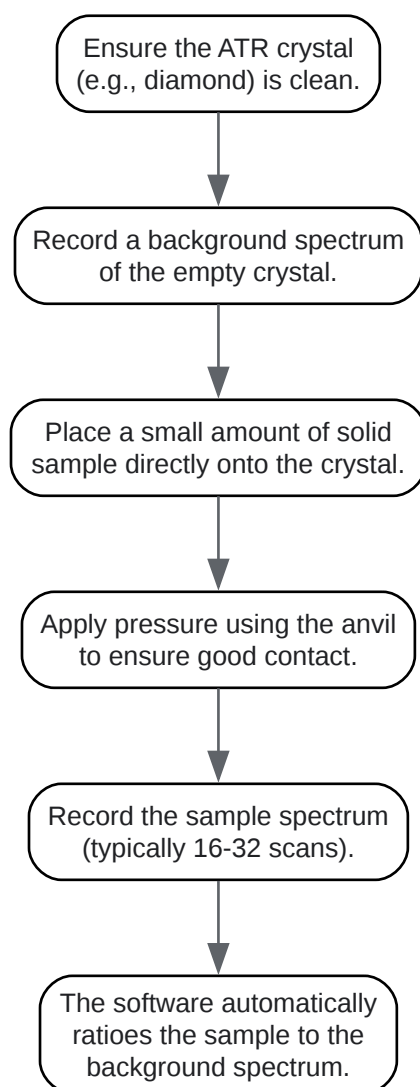 Ensure the ATR crystal
(e.g., diamond) is clean.
Record a background spectrum
of the empty crystal.
Place a small amount of solid
sample directly onto the crystal.
Apply pressure using the anvil
to ensure good contact.
Record the sample spectrum
(typically 16-32 scans).
The software automatically
ratioes the sample to the
background spectrum.